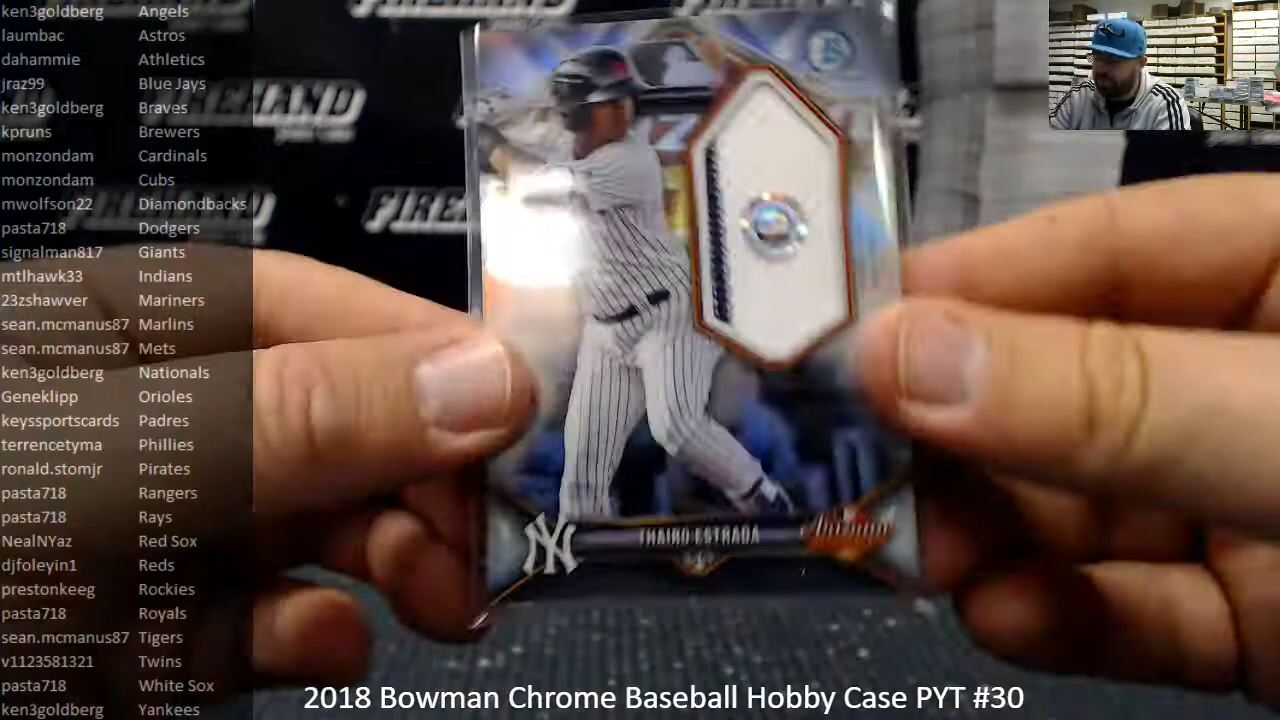 ken3goldberg Angels
laumbac Astros
dahammie Athletics
jraz99 Blue Jays
ken3goldberg Braves
kpruns Brewers
monzondam Cardinals
monzondam Cubs
mwolfson22 Diamondbacks
pasta718 Dodgers
signalman817 Giants
mtlhawk33 Indians
23zshawver Mariners
sean.mcmanus87 Marlins
sean.mcmanus87 Mets
ken3goldberg Nationals
Geneklipp Orioles
keyssportscards Padres
terrencetyma Phillies
ronald.stomjr Pirates
pasta718 Rangers
pasta718 Rays
NealNYaz Red Sox
djfoleyin1 Reds
prestonkeeg Rockies
pasta718 Royals
sean.mcmanus87 Tigers
v1123581321 Twins
pasta718 White Sox
ken3goldberg Yankees
FIREHAND
NY
THAIRO ESTRADA
2018 Bowman Chrome Baseball Hobby Case PYT #30